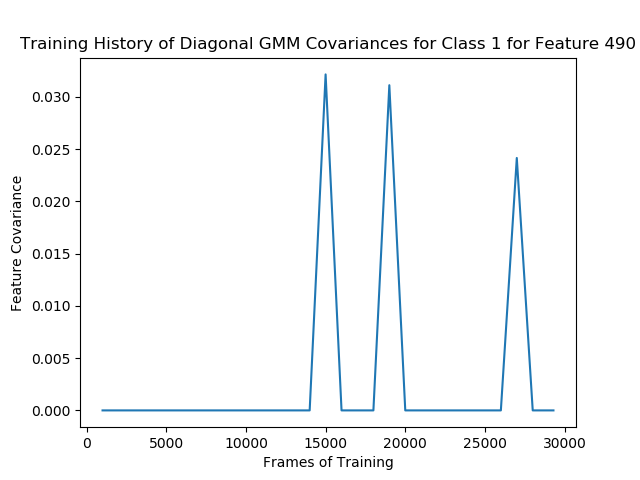 Training History of Diagonal GMM Covariances for Class 1 for Feature 490
0.030
0.025
0.020
0.015
0.010
0.005
0.000
Feature Covariance
0 5000 10000 15000 20000 25000 30000
Frames of Training